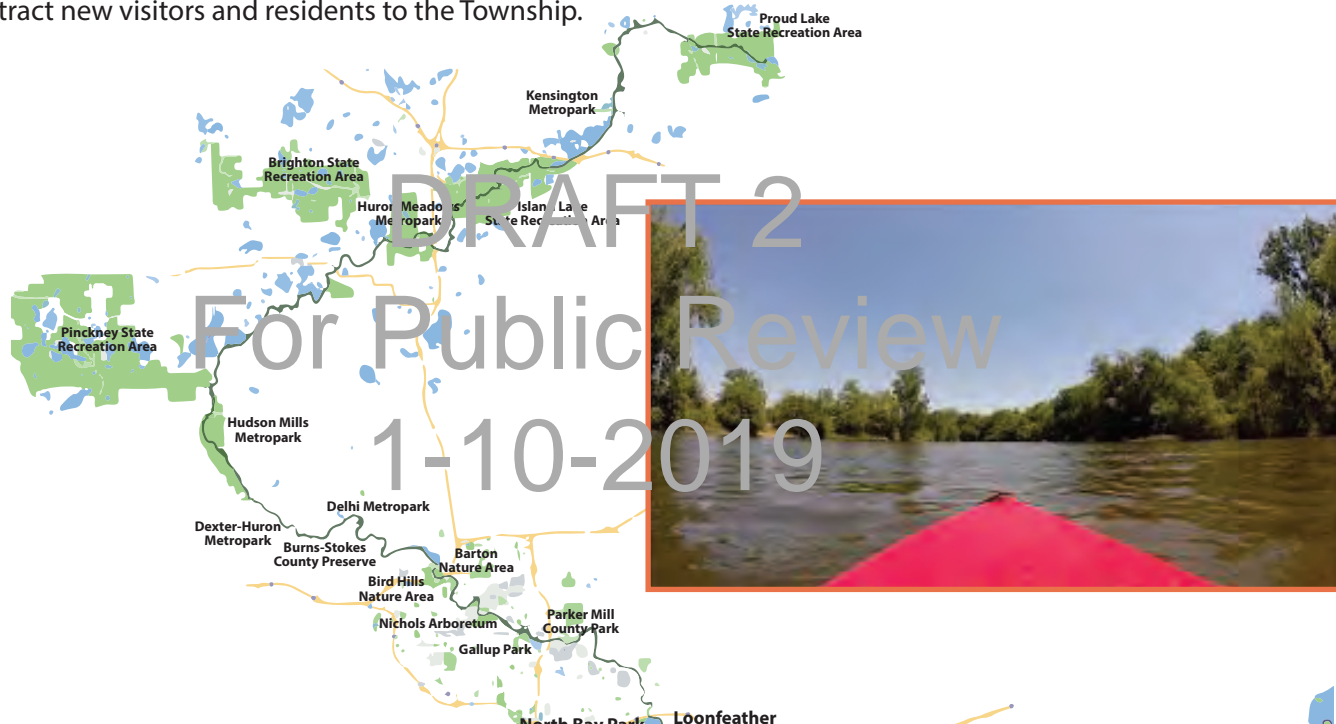 tract new visitors and residents to the Township.
Proud Lake
State Recreation Area
Kensington
Metropark
Brighton State
Recreation Area
Huron Meadows
Metropark
Island Lake
State Recreation Area
DRAFT 2
For Public Review
1-10-2019
Pinckney State
Recreation Area
Hudson Mills
Metropark
Delhi Metropark
Dexter-Huron
Metropark
Burns-Stokes
County Preserve
Barton
Nature Area
Bird Hills
Nature Area
Parker Mill
County Park
Nichols Arboretum
Gallup Park
North Bay Park
Loonfeather